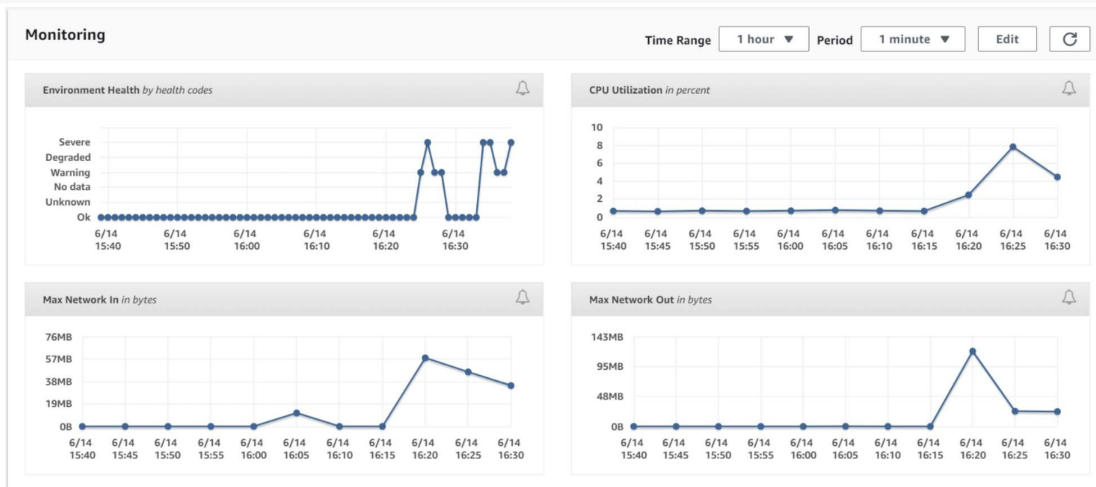 Monitoring
Time Range 1 hour ▼ Period 1 minute ▼ Edit
Environment Health by health codes
Severe
Degraded
Warning
No data
Unknown
Ok
6/14 6/14 6/14 6/14 6/14 6/14
15:40 15:50 16:00 16:10 16:20 16:30
CPU Utilization in percent
10
8
6
4
2
0
6/14 6/14 6/14 6/14 6/14 6/14 6/14 6/14 6/14 6/14 6/14
15:40 15:45 15:50 15:55 16:00 16:05 16:10 16:15 16:20 16:25 16:30
Max Network In in bytes
76MB
57MB
38MB
19MB
0B
6/14 6/14 6/14 6/14 6/14 6/14 6/14 6/14 6/14 6/14 6/14
15:40 15:45 15:50 15:55 16:00 16:05 16:10 16:15 16:20 16:25 16:30
Max Network Out in bytes
143MB
95MB
48MB
0B
6/14 6/14 6/14 6/14 6/14 6/14 6/14 6/14 6/14 6/14 6/14
15:40 15:45 15:50 15:55 16:00 16:05 16:10 16:15 16:20 16:25 16:30